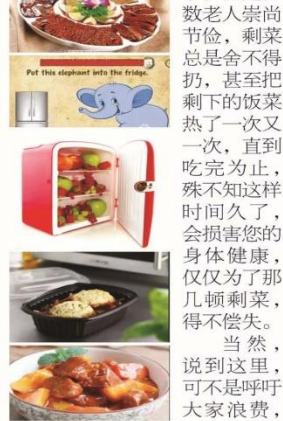 Put this elephant into the fridge.
数老人崇尚
节俭，剩菜
总是舍不得
扔，甚至把
剩下的饭菜
热了一次又
一次，直到
吃完为止，
殊不知这样
时间久了，
会损害您的
身体健康，
仅仅为了那
几顿剩菜，
得不偿失。
当然，
说到这里，
可不是呼吁
大家浪费，